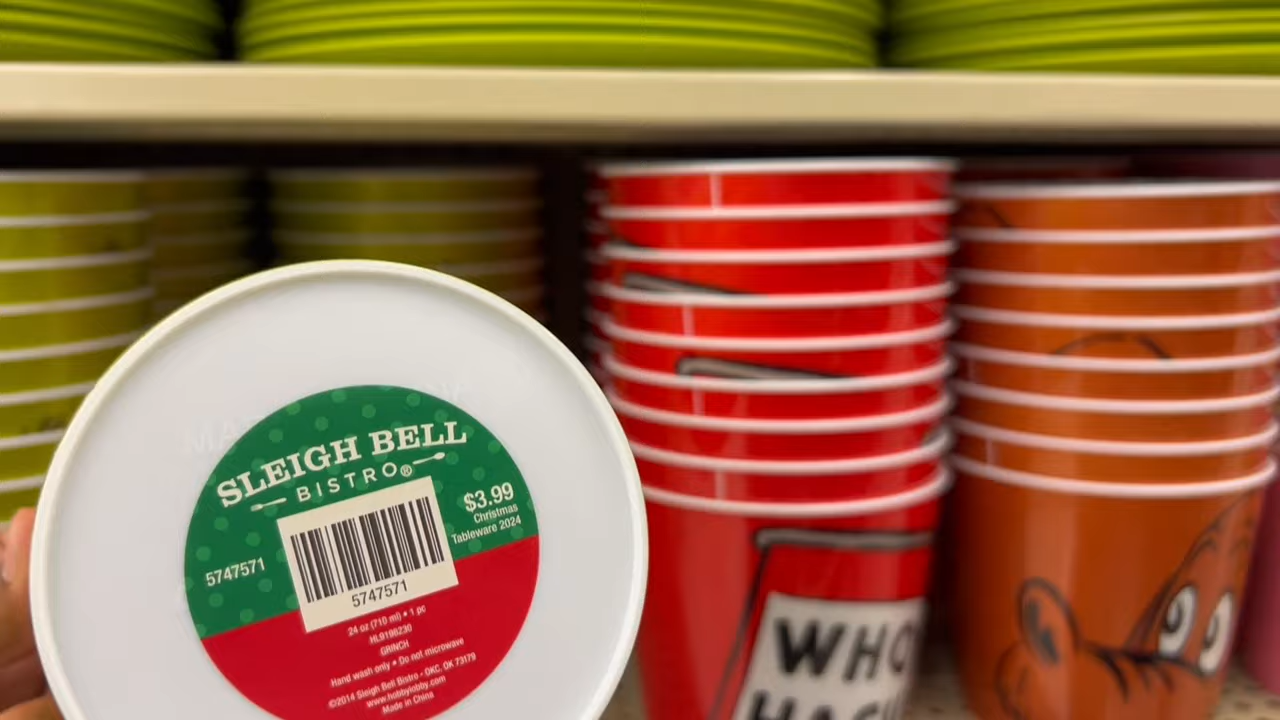 SLEIGH BELL
BISTRO®
$3.99
Christmas
Tableware 2024
5747571
5747571
24 oz (710 ml) • 1 pc
HL9198Z30
GRINCH
Hand wash only • Do not microwave
©2014 Sleigh Bell Bistro - OKC, OK 73179
www.hobbylobby.com
Made in China
WHO